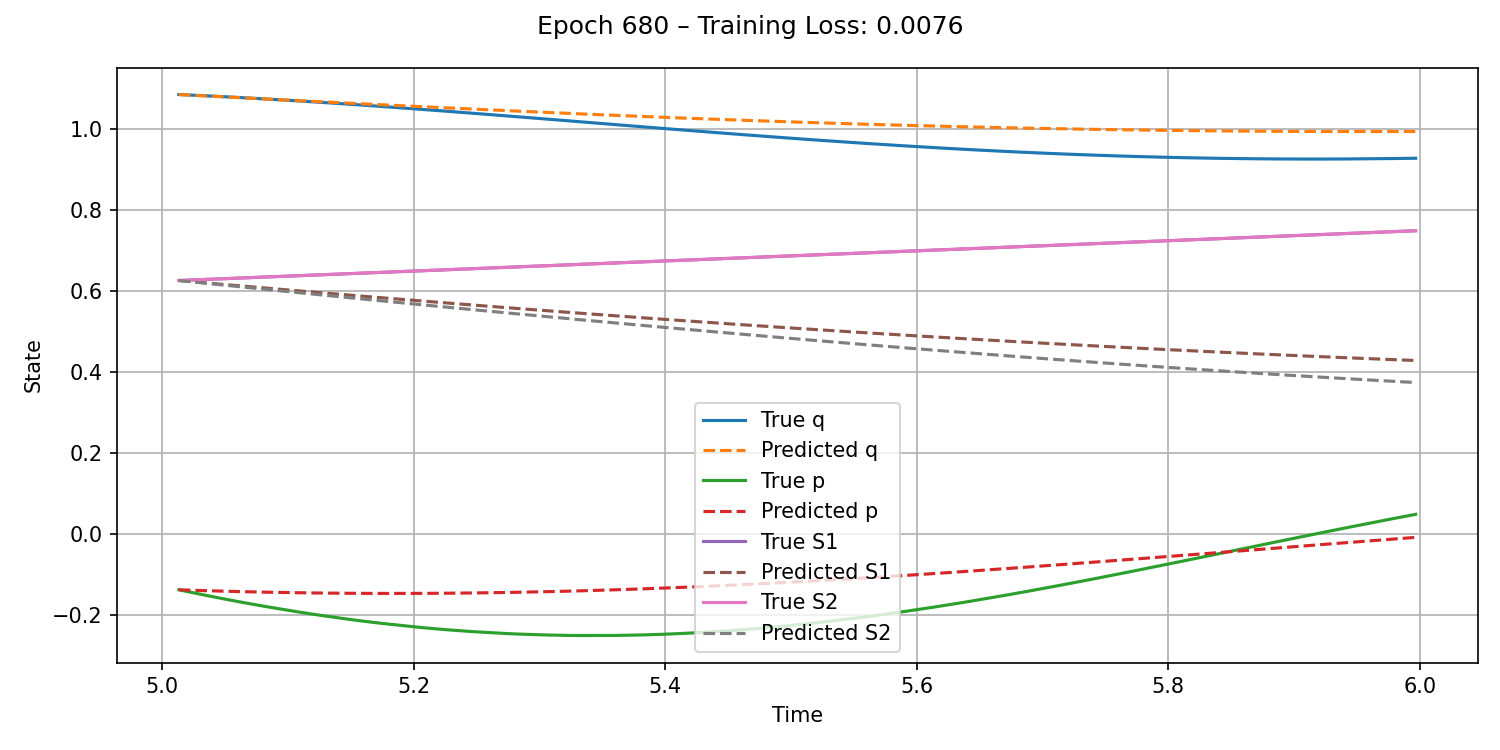 Epoch 680 – Training Loss: 0.0076
1.0
0.8
0.6
0.4
0.2
0.0
−0.2
State
True q
Predicted q
True p
Predicted p
True S1
Predicted S1
True S2
Predicted S2
5.0 5.2 5.4 5.6 5.8 6.0
Time